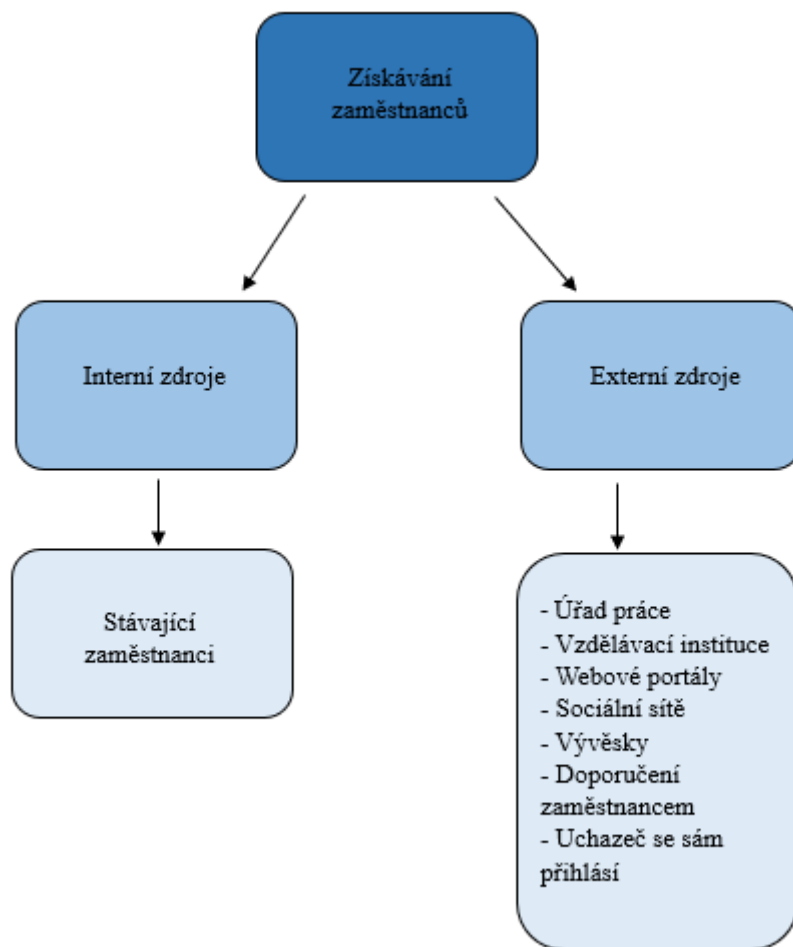 Získávání
zaměstnanců
Interní zdroje
Externí zdroje
Stávající
zaměstnanci
- Úřad práce
- Vzdělávací instituce
- Webové portály
- Sociální sítě
- Vývěsky
- Doporučení
zaměstnancem
- Uchazeč se sám
přihlásí